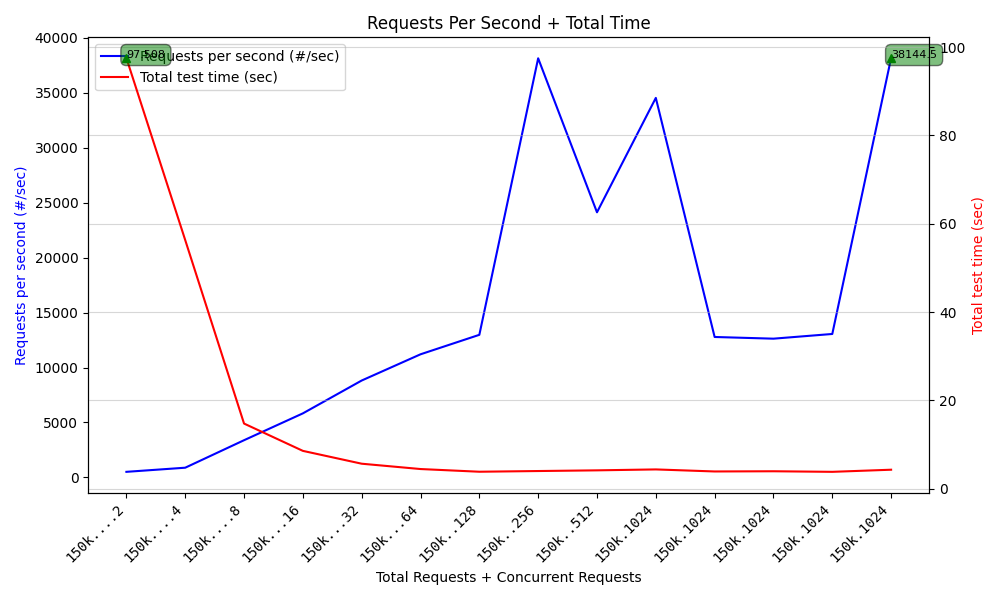 Requests Per Second + Total Time
Requests per second (#/sec)
Total test time (sec)
97.508
38144.5
40000
35000
30000
25000
20000
15000
10000
5000
0
Requests per second (#/sec)
100
80
60
40
20
0
Total test time (sec)
150k....2
150k....4
150k....8
150k...16
150k...32
150k...64
150k..128
150k..256
150k..512
150k.1024
150k.1024
150k.1024
150k.1024
150k.1024
Total Requests + Concurrent Requests